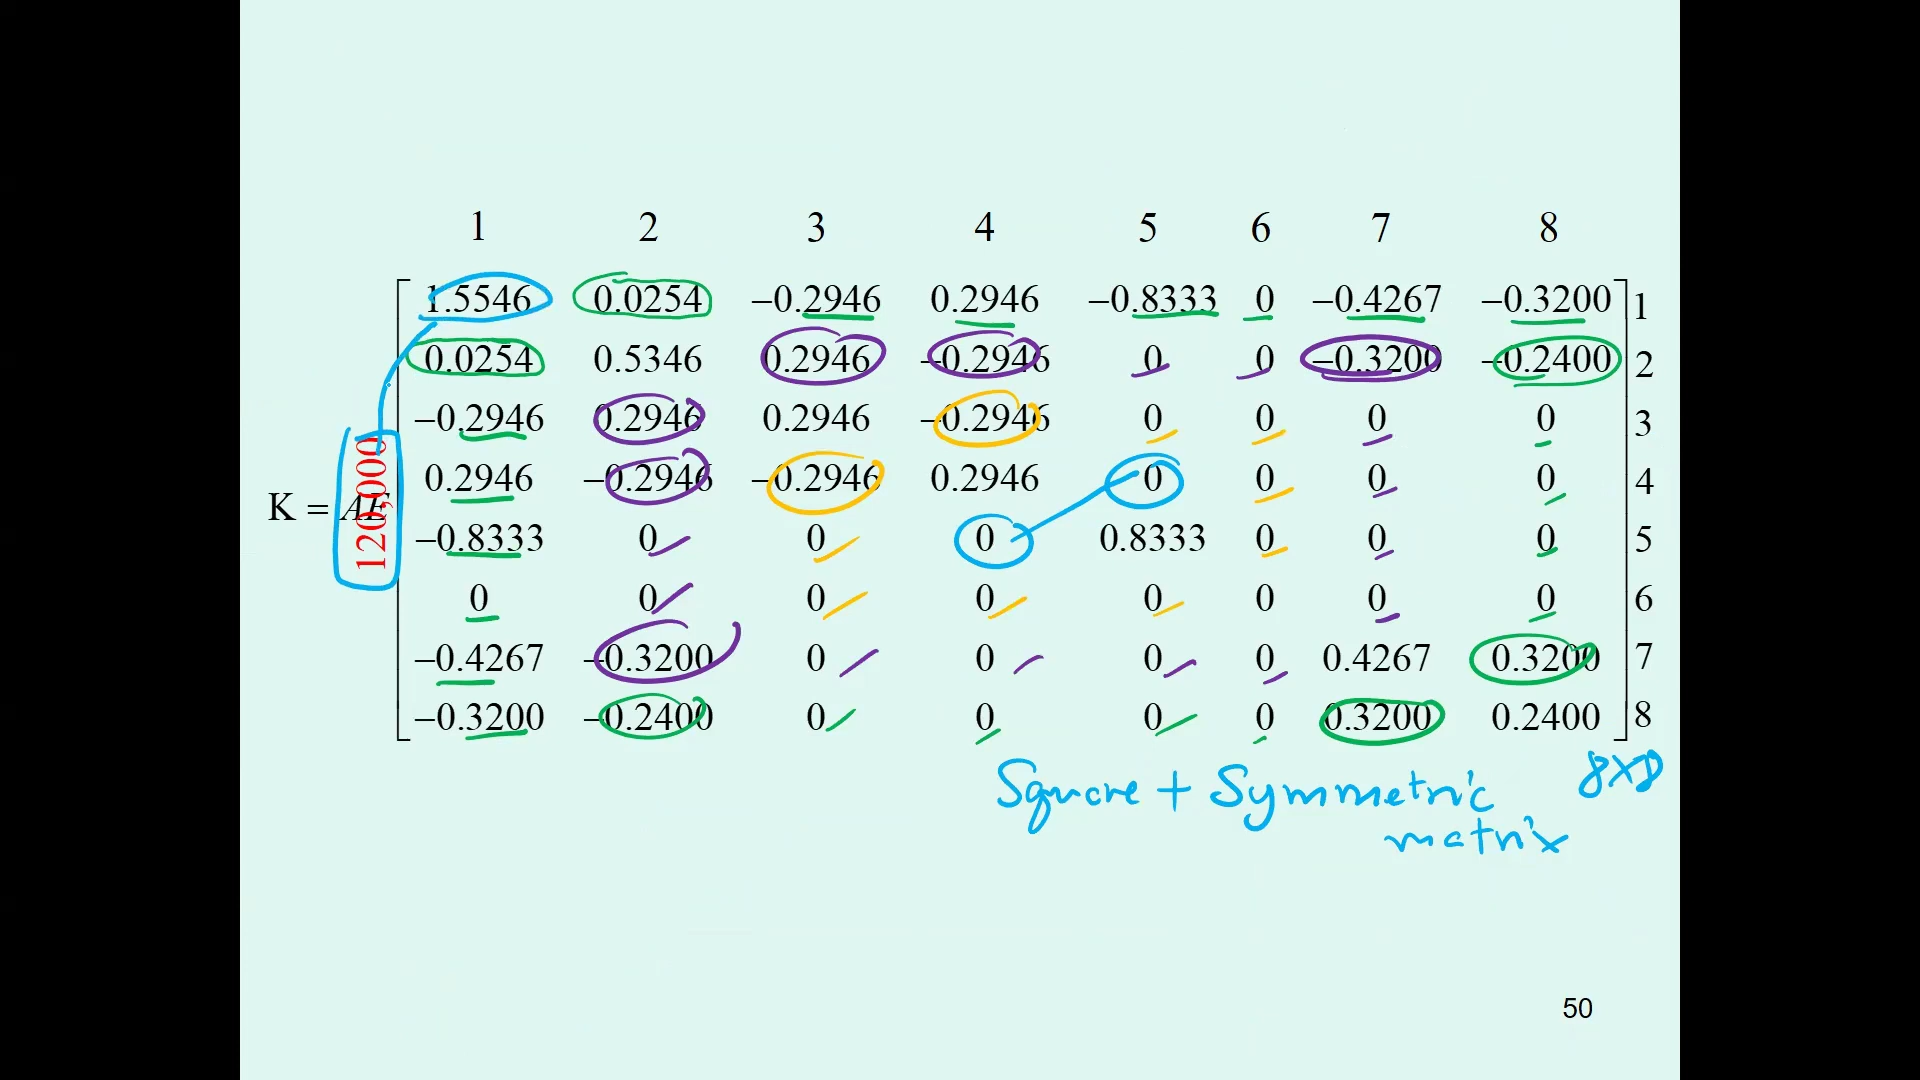 1 2 3 4 5 6 7 8
1.5546 0.0254 −0.2946 0.2946 −0.8333 0 −0.4267 −0.3200 1
0.0254 0.5346 0.2946 −0.2946 0 0 −0.3200 −0.2400 2
−0.2946 0.2946 0.2946 −0.2946 0 0 0 0 3
0.2946 −0.2946 −0.2946 0.2946 0 0 0 0 4
K = AE
120,000
−0.8333 0 0 0 0.8333 0 0 0 5
0 0 0 0 0 0 0 0 6
−0.4267 −0.3200 0 0 0 0 0.4267 0.3200 7
−0.3200 −0.2400 0 0 0 0 0.3200 0.2400 8
8×8
Square + Symmetric
matrix
50